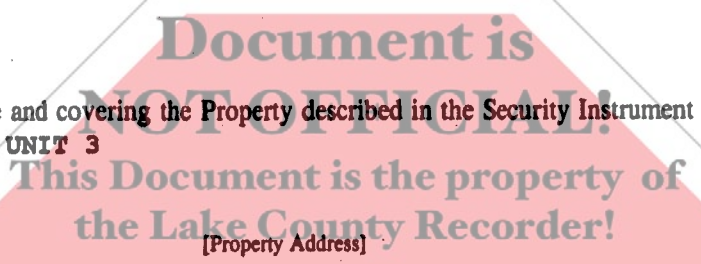 Document is
and covering the Property described in the Security Instrument
NOT OFFICIAL!
UNIT 3
This Document is the property of
the Lake County Recorder!
[Property Address]